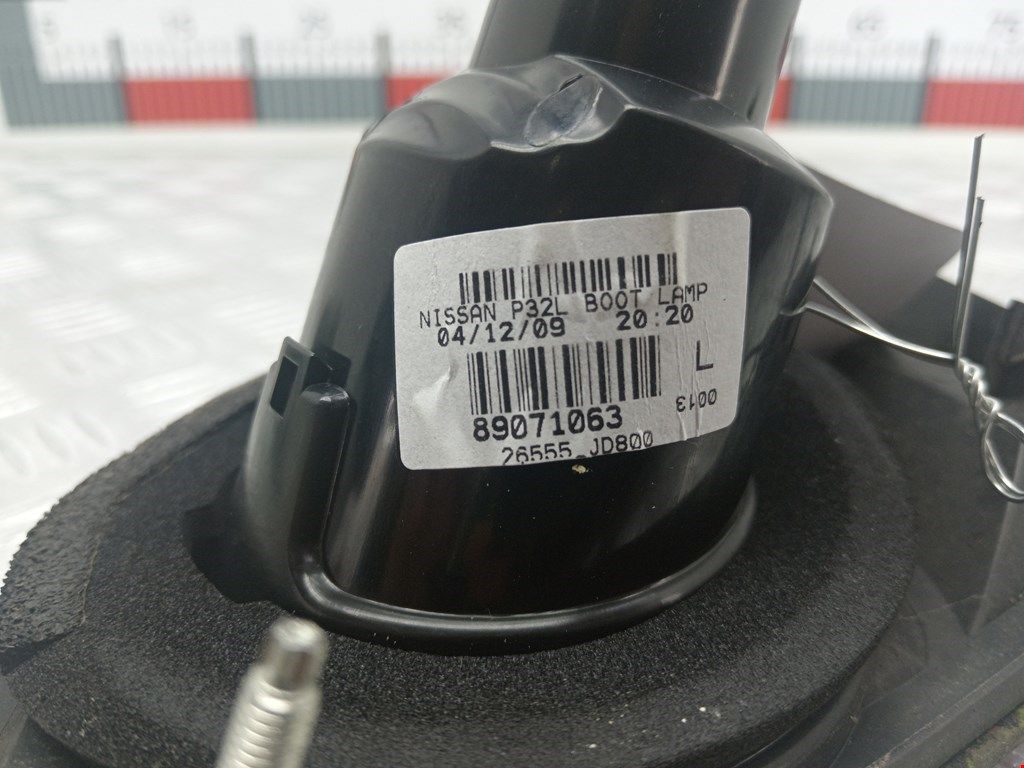 NISSAN P32L BOOT LAMP
04/12/09 20:20
L
89071063
0013
26555 JD800